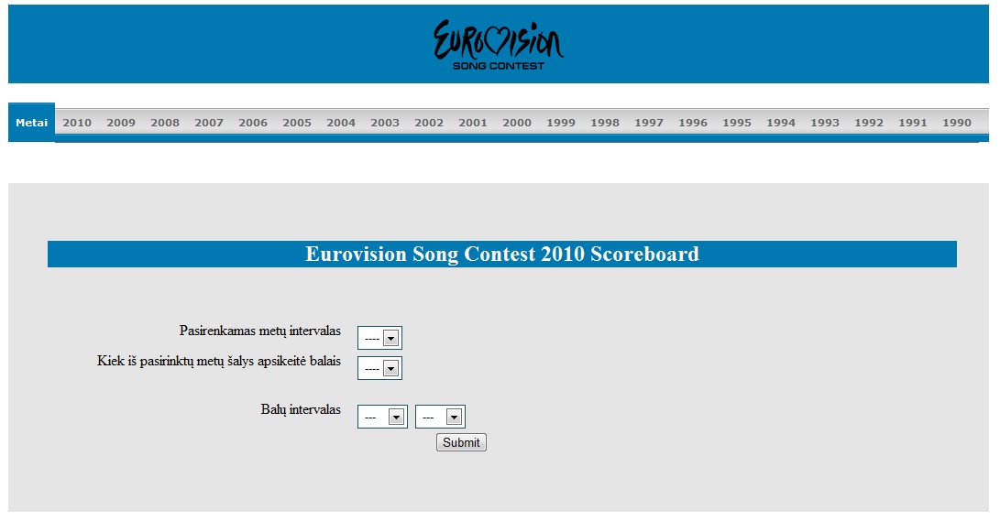 EUROVISION
SONG CONTEST
Metai 2010 2009 2008 2007 2006 2005 2004 2003 2002 2001 2000 1999 1998 1997 1996 1995 1994 1993 1992 1991 1990
Eurovision Song Contest 2010 Scoreboard
Pasirenkamas metų intervalas ----
Kiek iš pasirinktų metų šalys apsikeitė balais ----
Balų intervalas --- ---
Submit